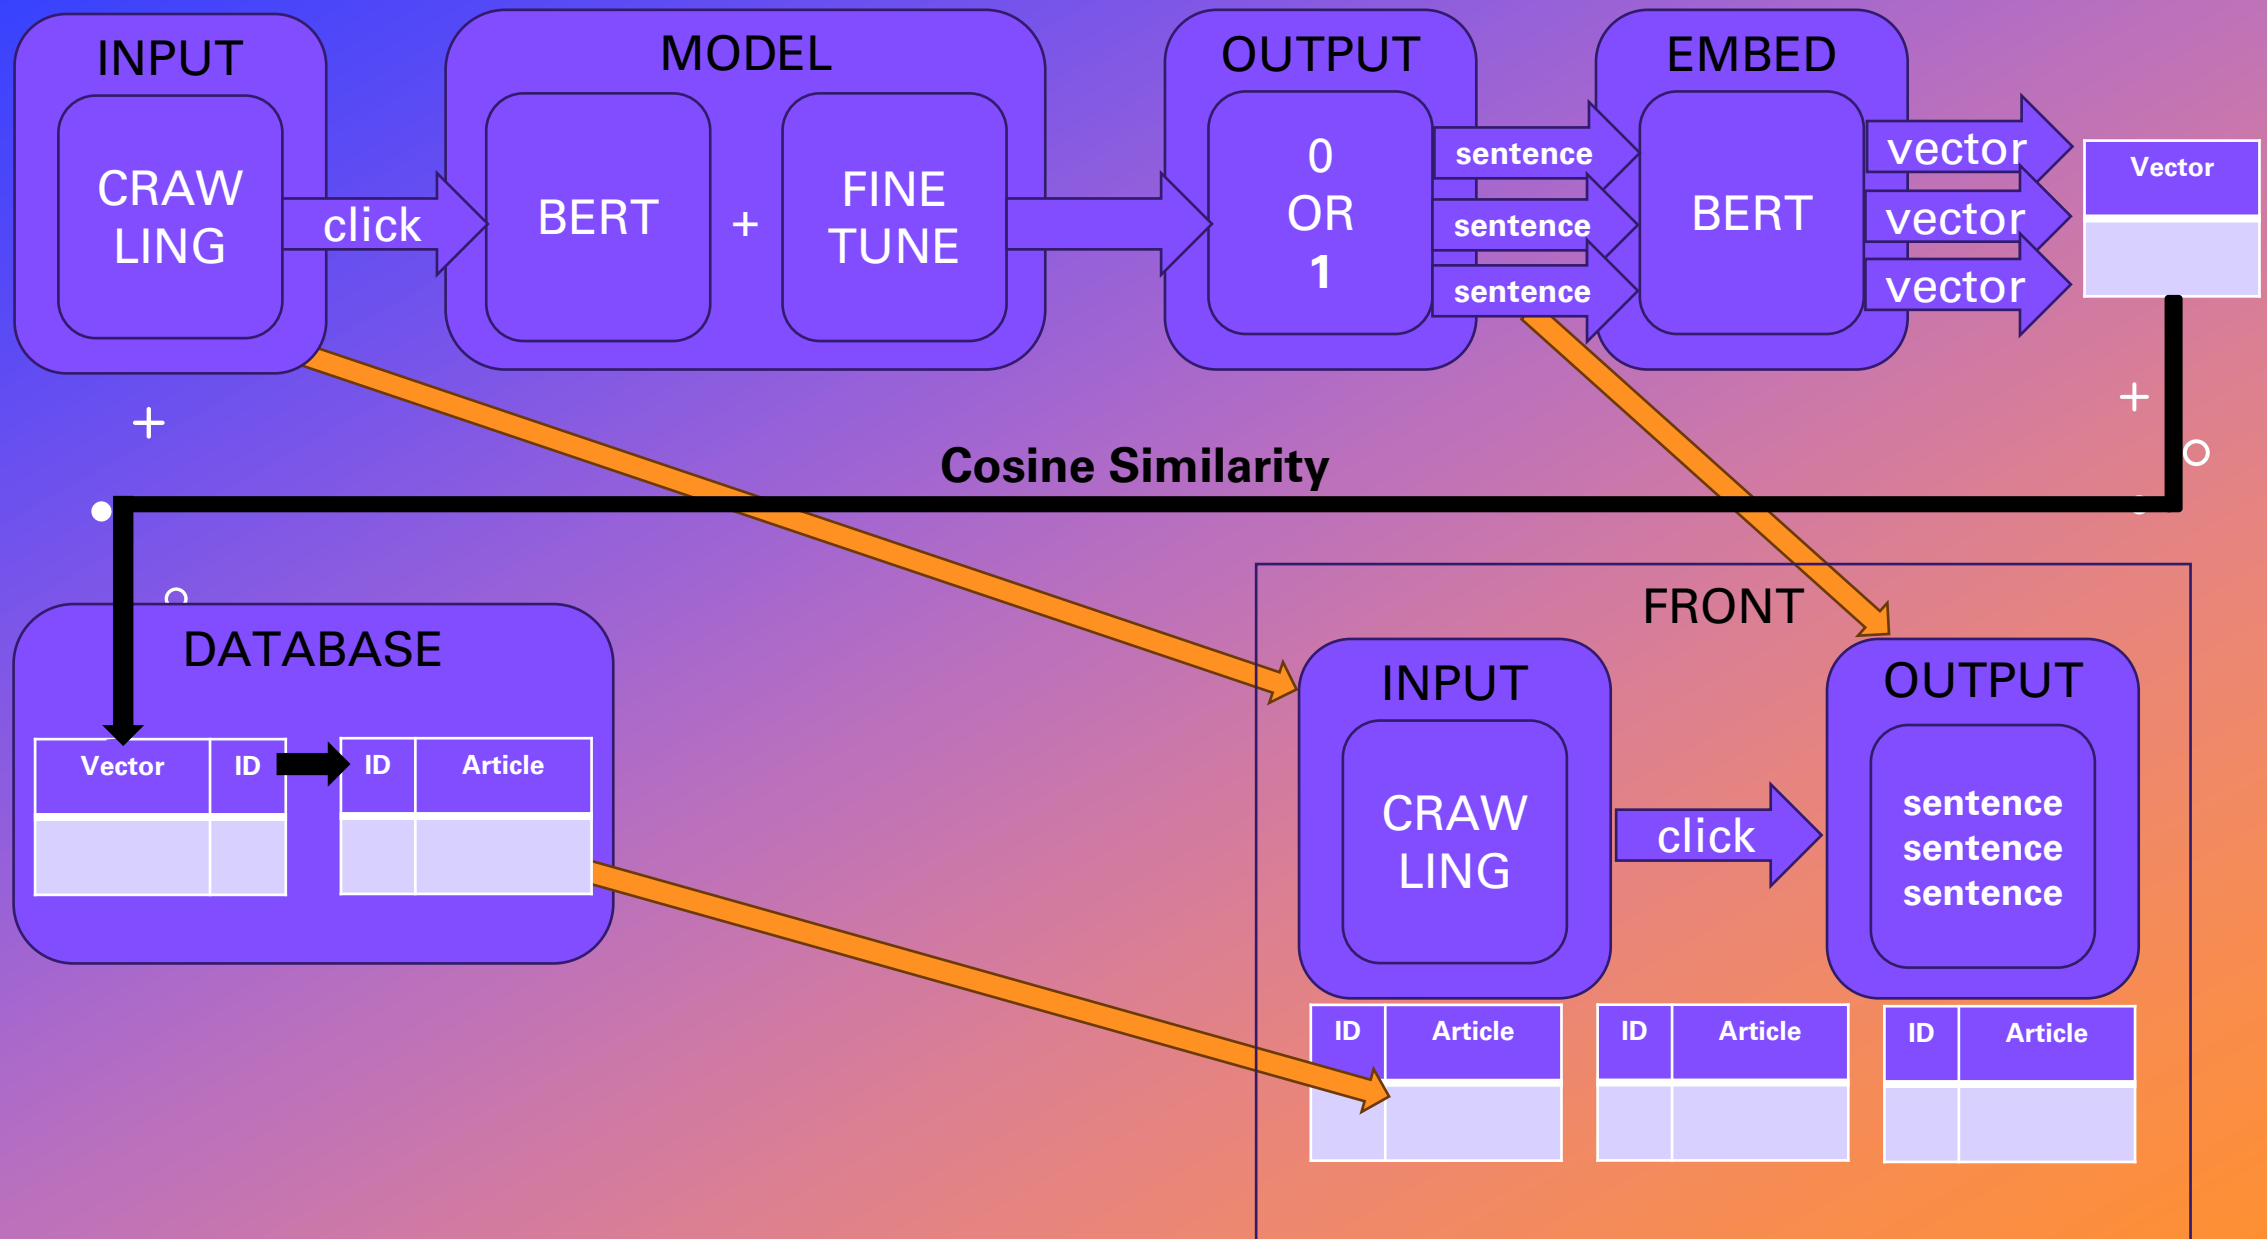 INPUT
CRAW
LING
click
MODEL
BERT
+
FINE
TUNE
OUTPUT
0
OR
1
sentence
sentence
sentence
EMBED
BERT
vector
vector
vector
Vector
Cosine Similarity
DATABASE
Vector ID
ID Article
FRONT
INPUT
CRAW
LING
click
OUTPUT
sentence
sentence
sentence
ID Article
ID Article
ID Article